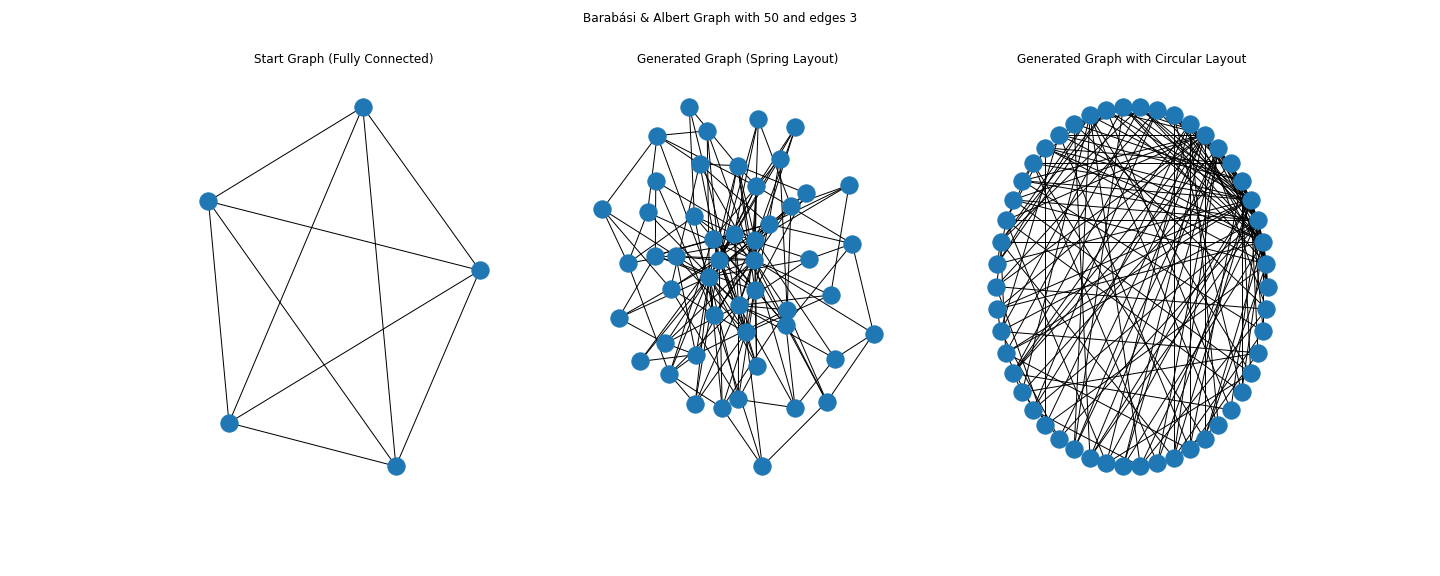 Barabási & Albert Graph with 50 and edges 3
Start Graph (Fully Connected)
Generated Graph (Spring Layout)
Generated Graph with Circular Layout